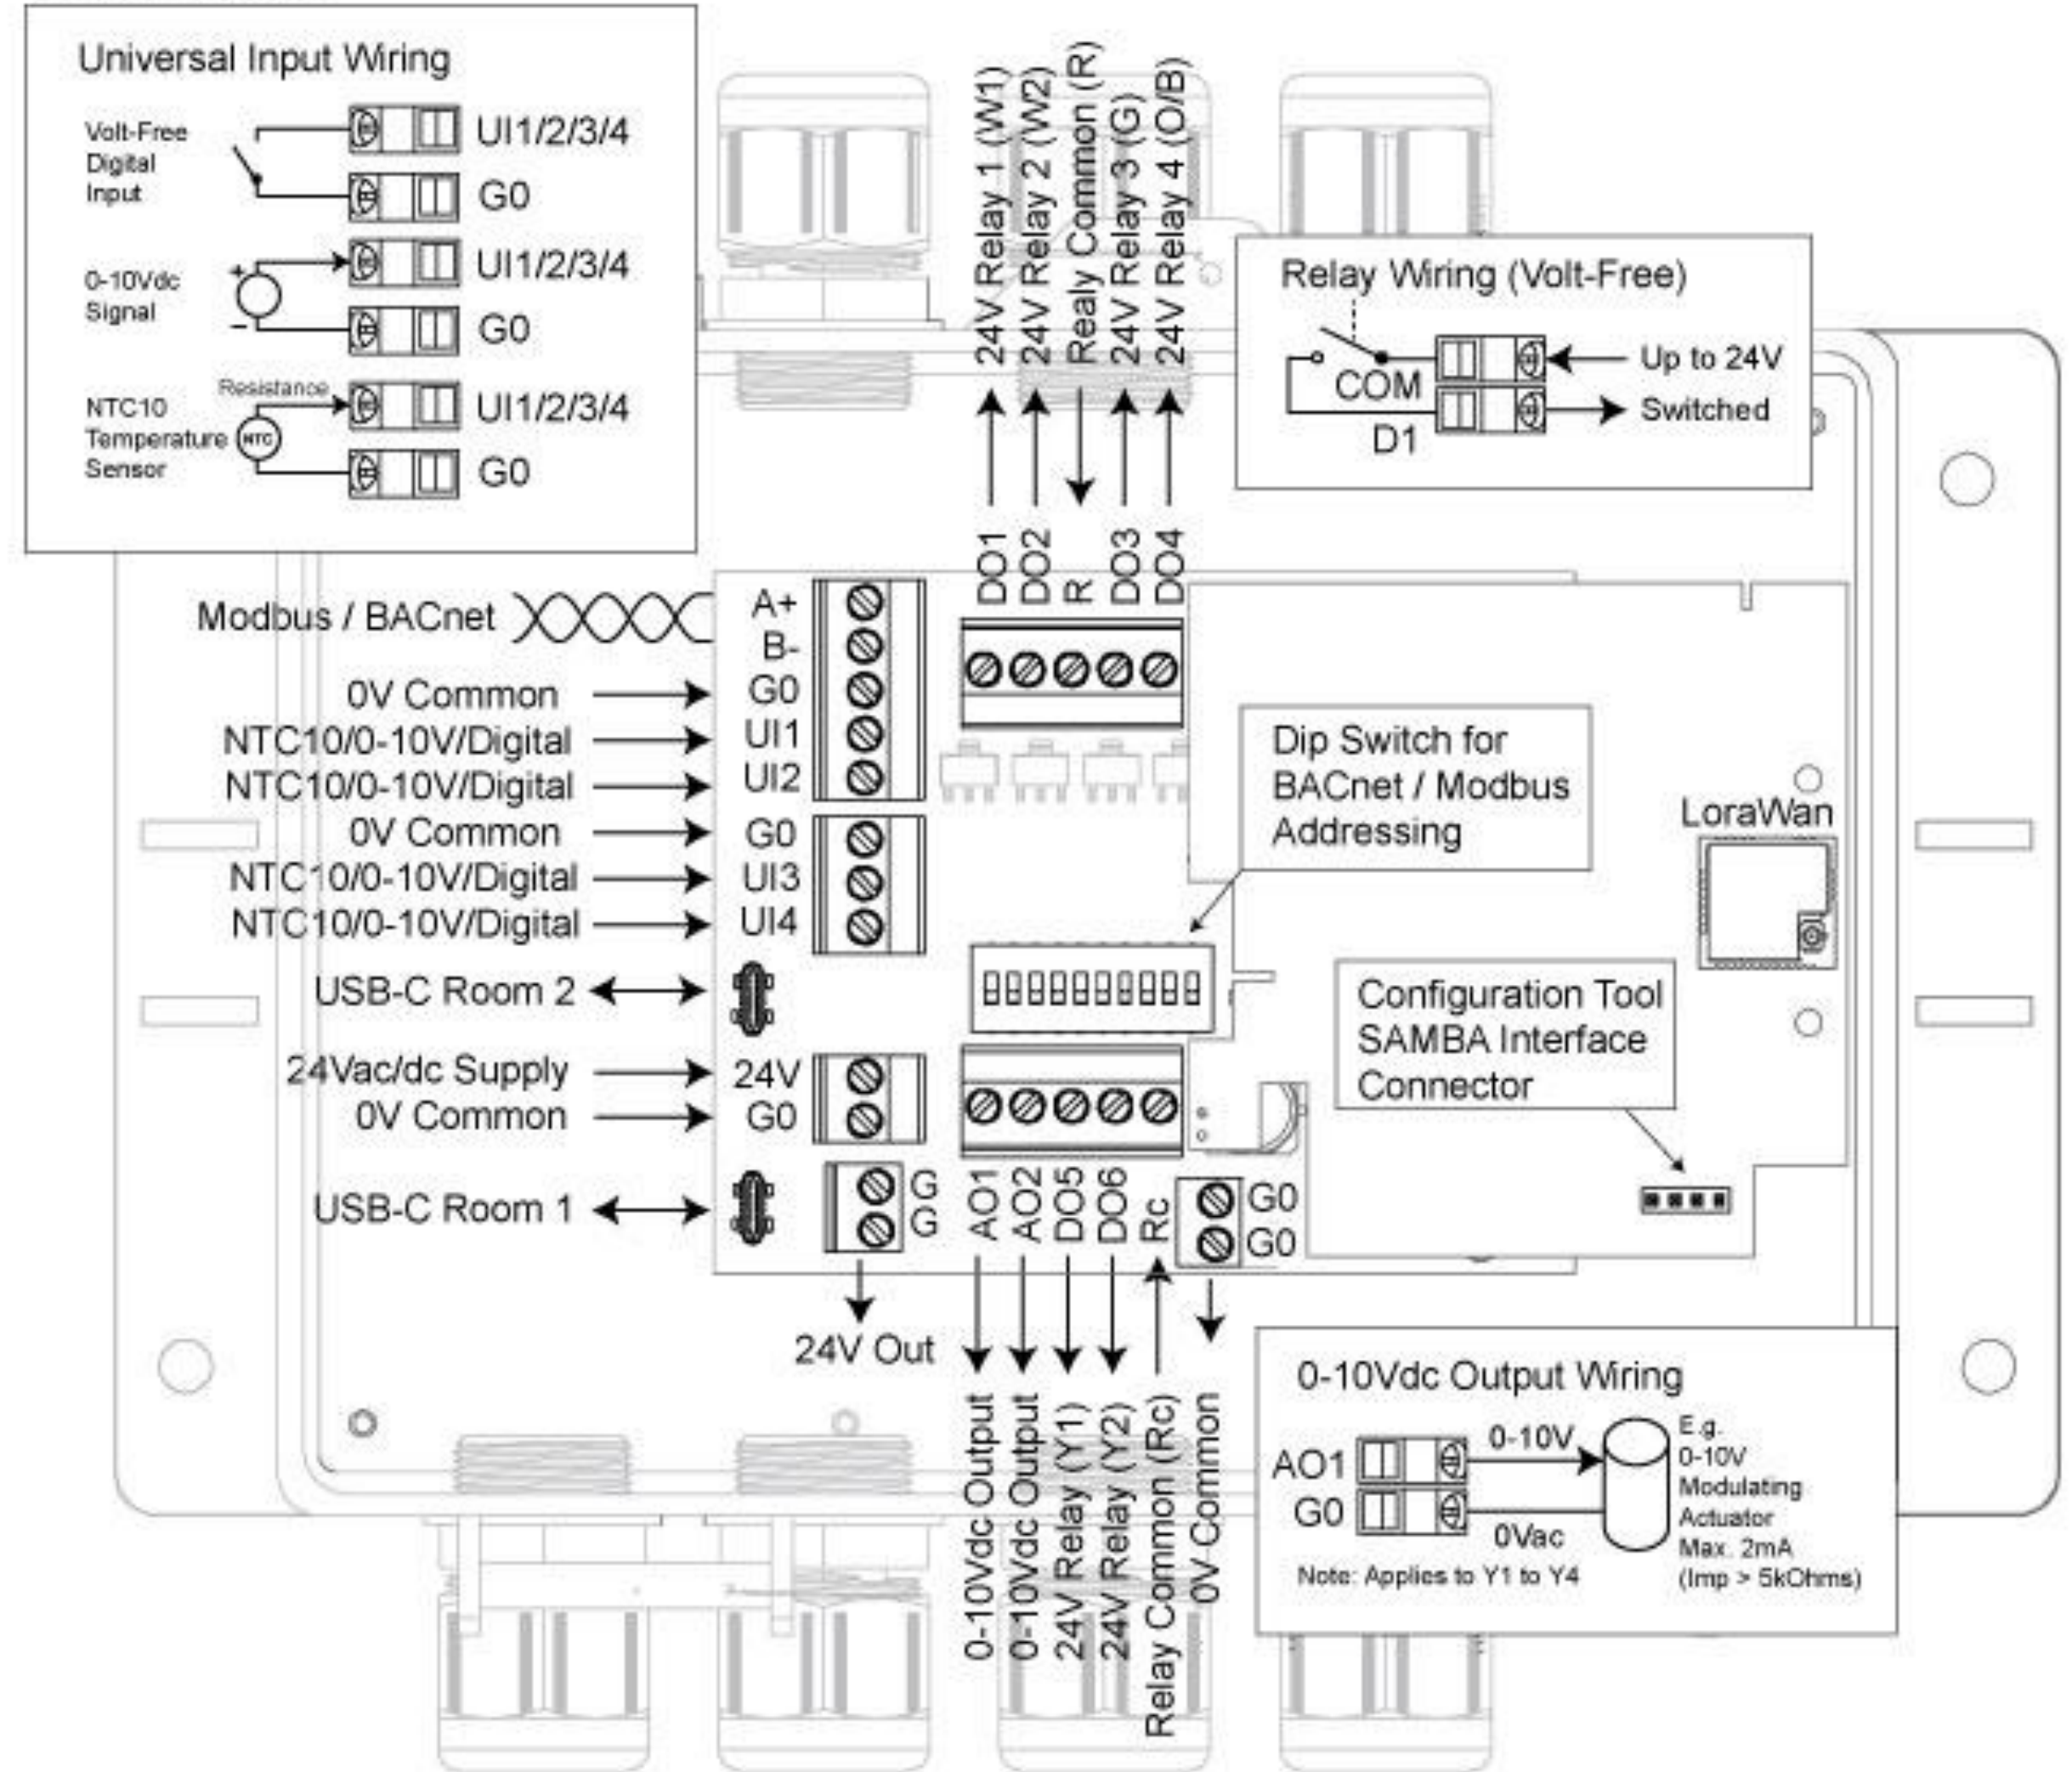 Universal Input Wiring
Volt-Free
Digital
Input
UI1/2/3/4
G0
0-10Vdc
Signal
+
−
UI1/2/3/4
G0
NTC10
Temperature
Sensor
Resistance
NTC
UI1/2/3/4
G0
24V Relay 1 (W1)
24V Relay 2 (W2)
Realy Common (R)
24V Relay 3 (G)
24V Relay 4 (O/B)
Relay Wiring (Volt-Free)
COM
D1
Up to 24V
Switched
DO1
DO2
R
DO3
DO4
Modbus / BACnet
A+
B-
0V Common
G0
NTC10/0-10V/Digital
UI1
NTC10/0-10V/Digital
UI2
0V Common
G0
NTC10/0-10V/Digital
UI3
NTC10/0-10V/Digital
UI4
USB-C Room 2
24Vac/dc Supply
24V
0V Common
G0
USB-C Room 1
Dip Switch for
BACnet / Modbus
Addressing
LoraWan
Configuration Tool
SAMBA Interface
Connector
G
G
24V Out
AO1
AO2
DO5
DO6
Rc
G0
G0
0-10Vdc Output
0-10Vdc Output
24V Relay (Y1)
24V Relay (Y2)
Relay Common (Rc)
0V Common
0-10Vdc Output Wiring
AO1
G0
0-10V
0Vac
Note: Applies to Y1 to Y4
E.g.
0-10V
Modulating
Actuator
Max. 2mA
(Imp > 5kOhms)